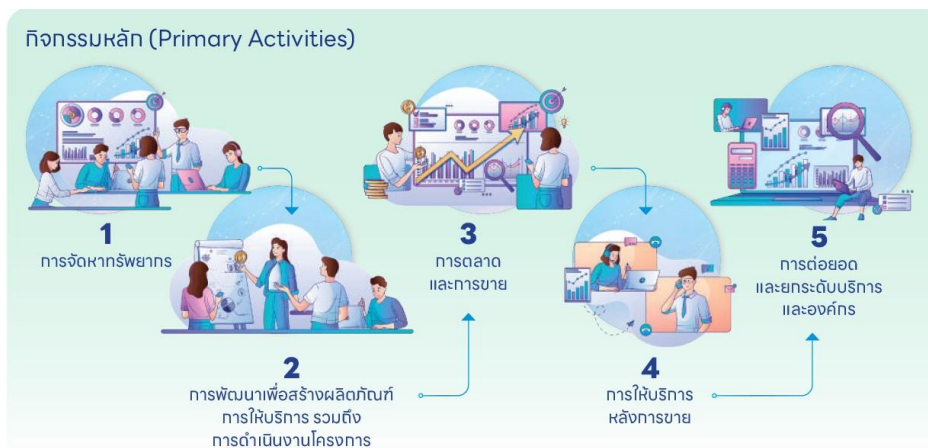 กิจกรรมหลัก (Primary Activities)
1
การจัดหาทรัพยากร
2
การพัฒนาเพื่อสร้างผลิตภัณฑ์
การให้บริการ รวมถึง
การดำเนินงานโครงการ
3
การตลาด
และการขาย
4
การให้บริการ
หลังการขาย
5
การต่อยอด
และยกระดับบริการ
และองค์กร